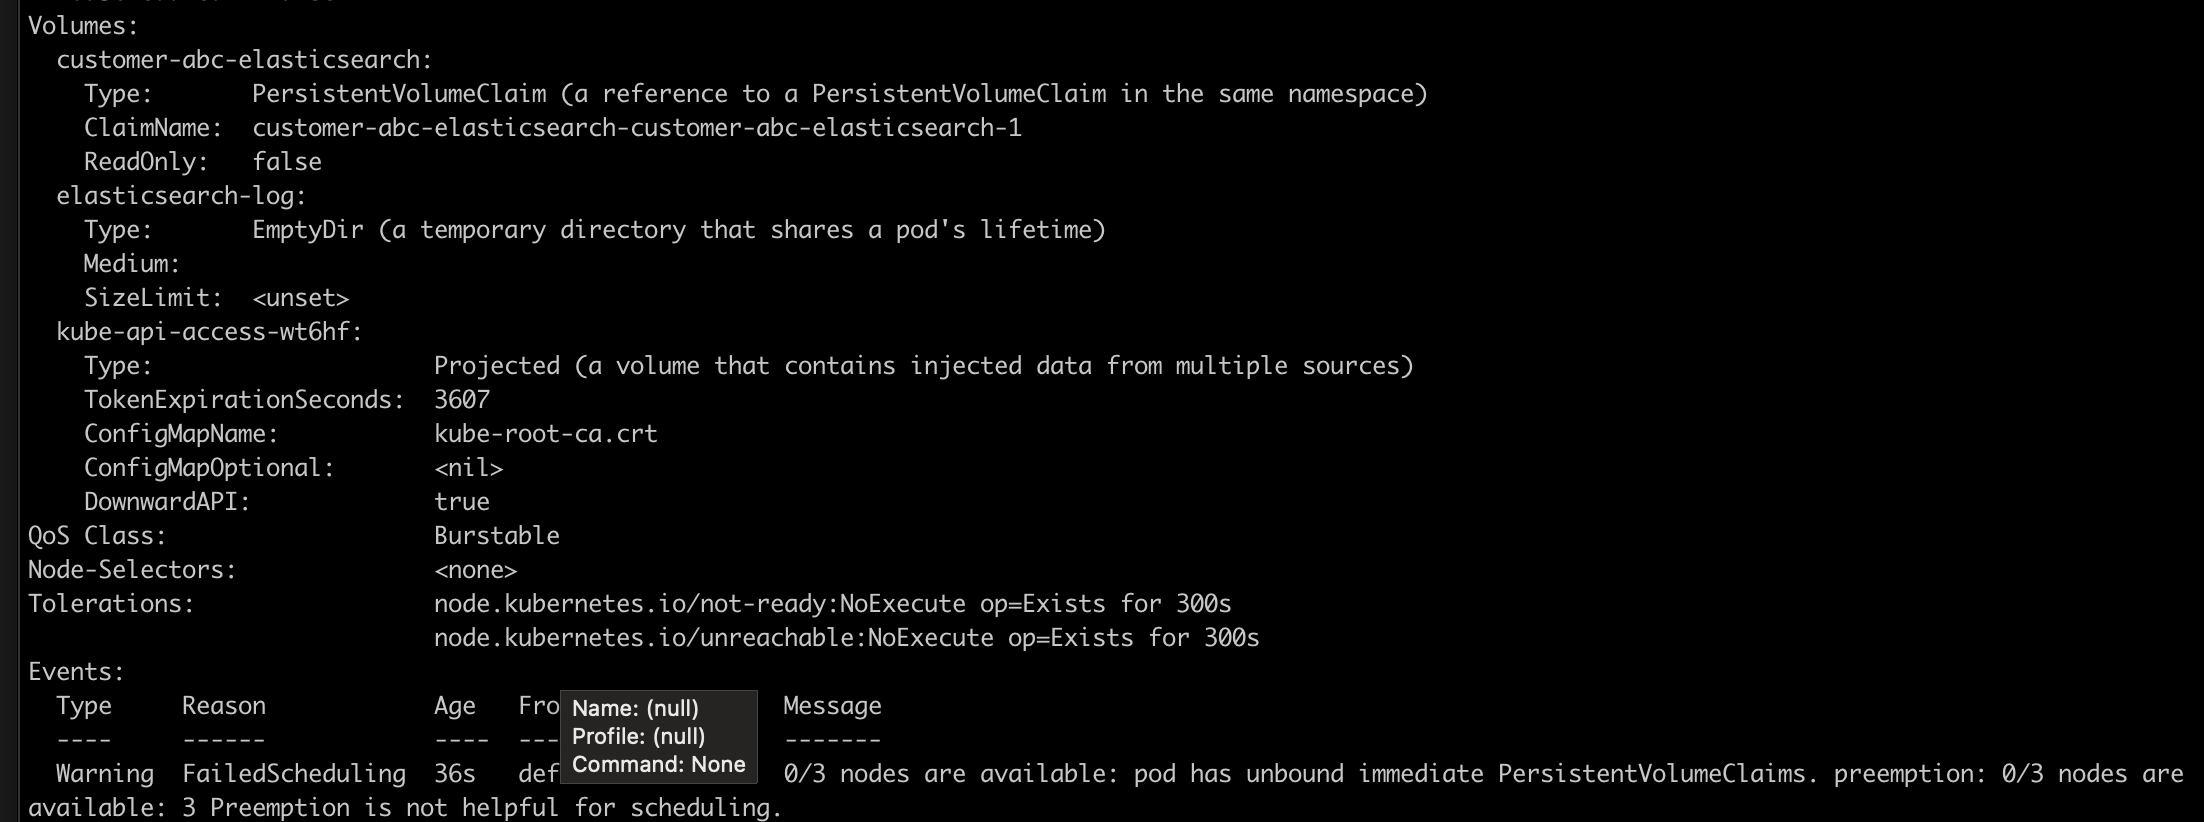 Volumes:
customer-abc-elasticsearch:
Type: PersistentVolumeClaim (a reference to a PersistentVolumeClaim in the same namespace)
ClaimName: customer-abc-elasticsearch-customer-abc-elasticsearch-1
ReadOnly: false
elasticsearch-log:
Type: EmptyDir (a temporary directory that shares a pod's lifetime)
Medium:
SizeLimit: <unset>
kube-api-access-wt6hf:
Type: Projected (a volume that contains injected data from multiple sources)
TokenExpirationSeconds: 3607
ConfigMapName: kube-root-ca.crt
ConfigMapOptional: <nil>
DownwardAPI: true
QoS Class: Burstable
Node-Selectors: <none>
Tolerations: node.kubernetes.io/not-ready:NoExecute op=Exists for 300s
node.kubernetes.io/unreachable:NoExecute op=Exists for 300s
Events:
Type Reason Age Fro Message
---- ------ ---- --- -------
Warning FailedScheduling 36s def 0/3 nodes are available: pod has unbound immediate PersistentVolumeClaims. preemption: 0/3 nodes are
available: 3 Preemption is not helpful for scheduling.
Name: (null)
Profile: (null)
Command: None